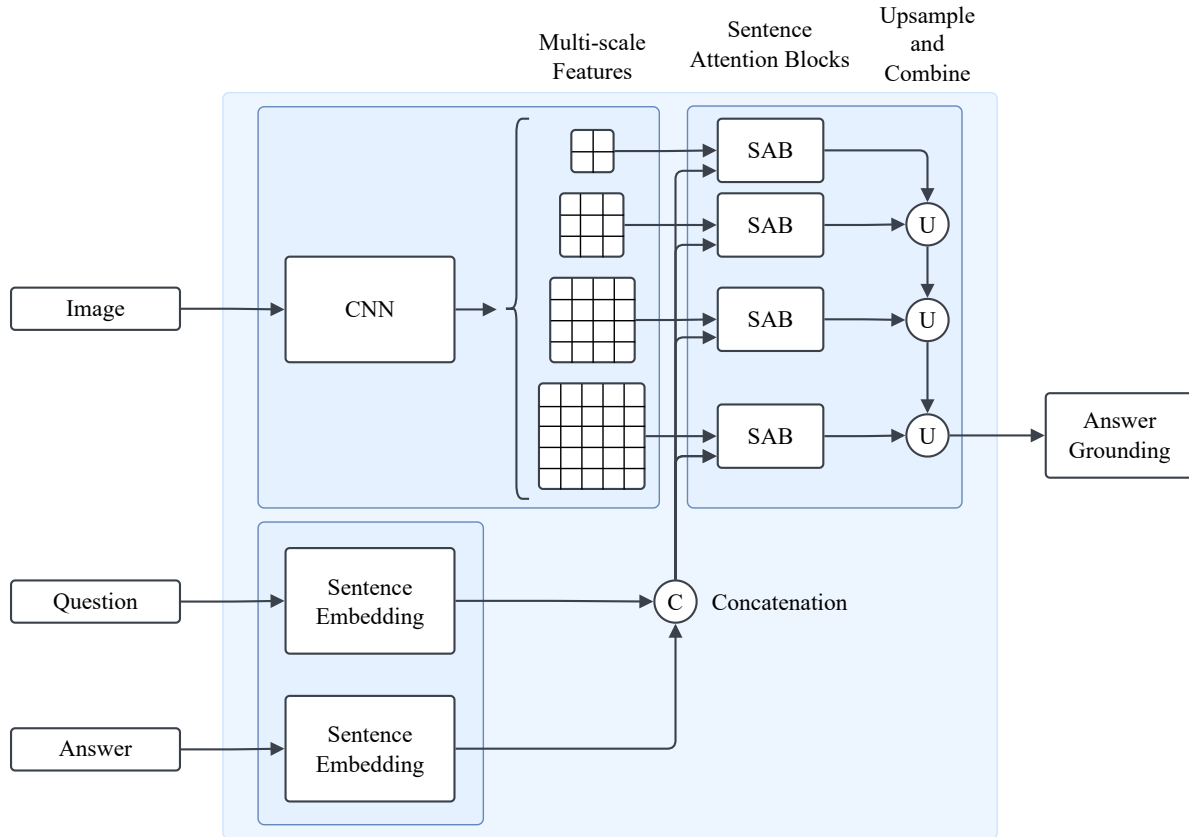 Multi-scale
Features
Sentence
Attention Blocks
Upsample
and
Combine
SAB
SAB
U
Image
CNN
SAB
U
SAB
U
Answer
Grounding
Question
Sentence
Embedding
C
Concatenation
Answer
Sentence
Embedding